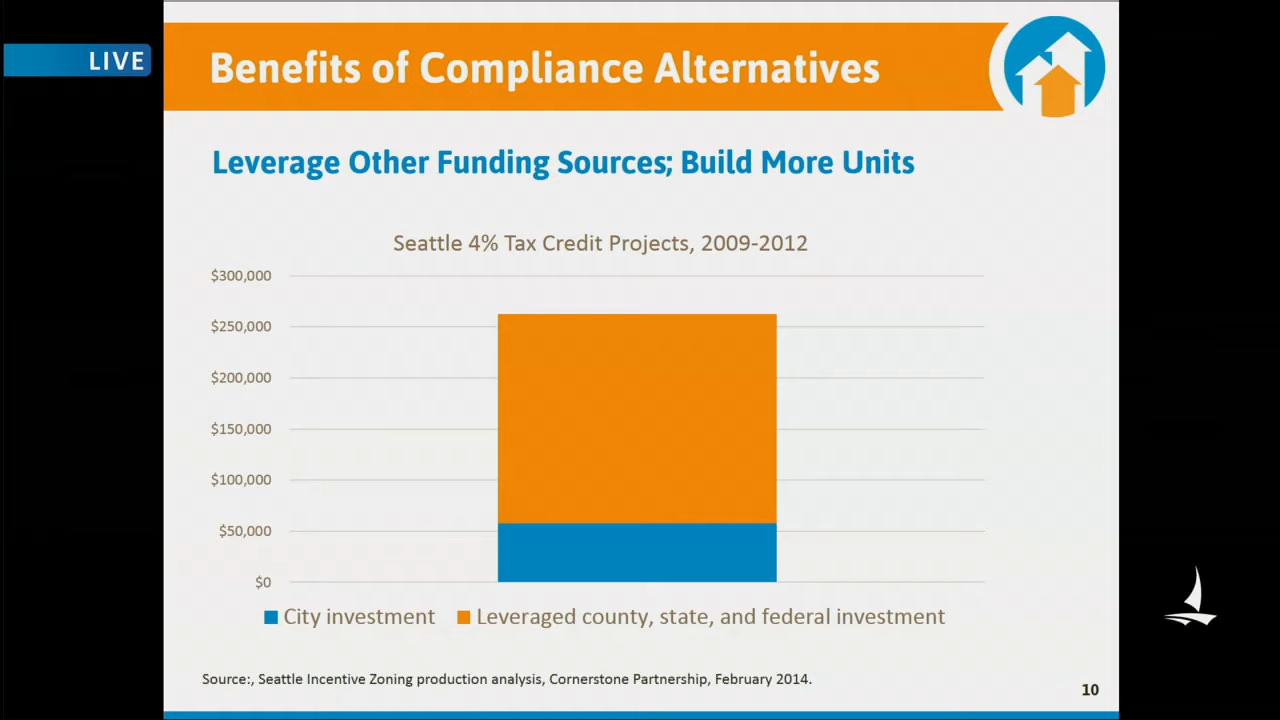 LIVE
Benefits of Compliance Alternatives
Leverage Other Funding Sources; Build More Units
Seattle 4% Tax Credit Projects, 2009-2012
$300,000
$250,000
$200,000
$150,000
$100,000
$50,000
$0
City investment
Leveraged county, state, and federal investment
Source:, Seattle Incentive Zoning production analysis, Cornerstone Partnership, February 2014.
10